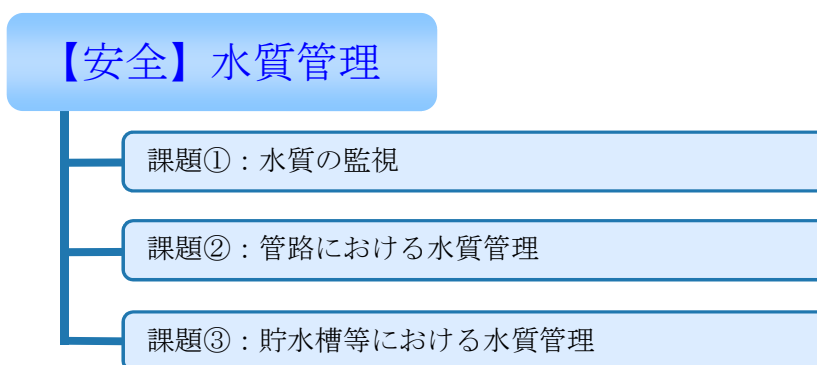 【安全】水質管理
課題①：水質の監視
課題②：管路における水質管理
課題③：貯水槽等における水質管理